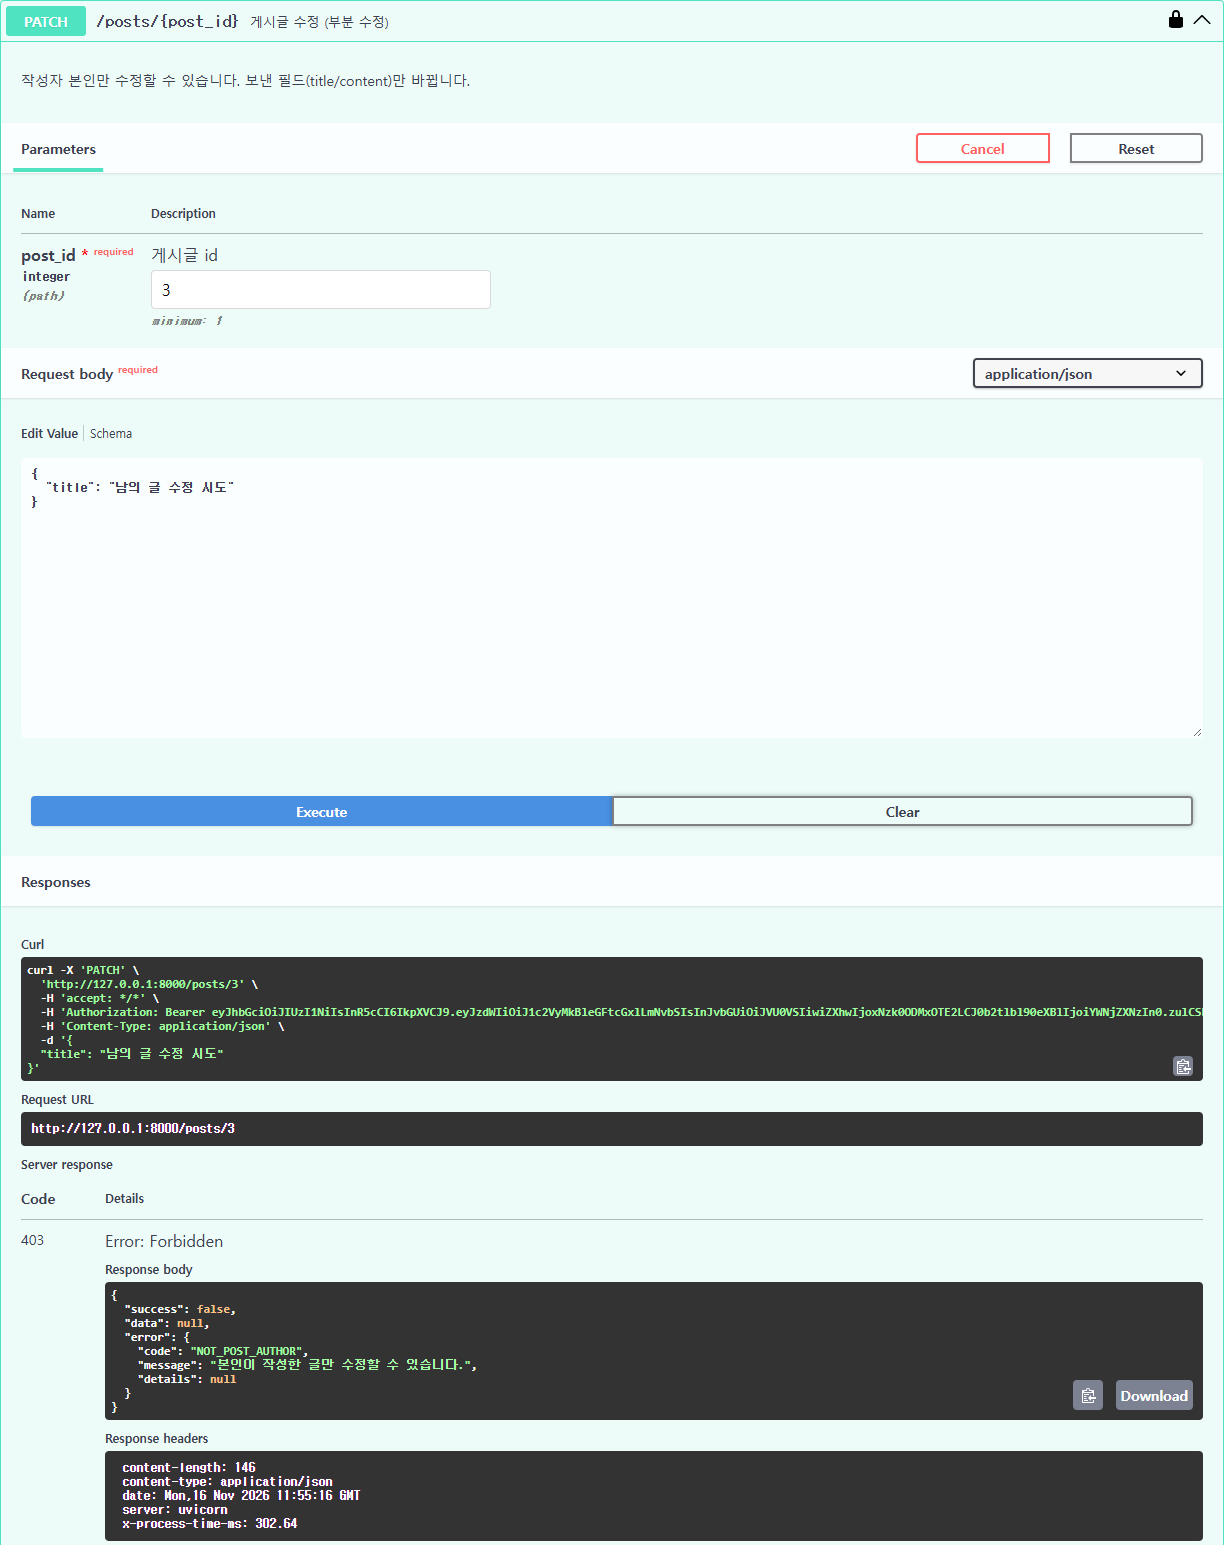 PATCH /posts/{post_id} 게시글 수정 (부분 수정)
작성자 본인만 수정할 수 있습니다. 보낸 필드(title/content)만 바뀝니다.
Parameters
Cancel
Reset
Name Description
post_id * required
integer
(path)
게시글 id
3
minimum: 1
Request body required
application/json
Edit Value Schema
{
"title": "남의 글 수정 시도"
}
Execute
Clear
Responses
Curl
curl -X 'PATCH' \
'http://127.0.0.1:8000/posts/3' \
-H 'accept: */*' \
-H 'Authorization: Bearer
-H 'Content-Type: application/json' \
-d '{
"title": "남의 글 수정 시도"
}'
Request URL
http://127.0.0.1:8000/posts/3
Server response
Code Details
403 Error: Forbidden
Response body
{
"success": false,
"data": null,
"error": {
"code": "NOT_POST_AUTHOR",
"message": "본인이 작성한 글만 수정할 수 있습니다.",
"details": null
}
}
Download
Response headers
content-length: 146
content-type: application/json
date: Mon,16 Nov 2026 11:55:16 GMT
server: uvicorn
x-process-time-ms: 302.64